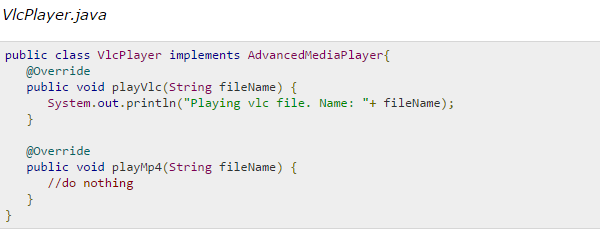 VlcPlayer.java
public class VlcPlayer implements AdvancedMediaPlayer{
@Override
public void playVlc(String fileName) {
System.out.println("Playing vlc file. Name: "+ fileName);
}
@Override
public void playMp4(String fileName) {
//do nothing
}
}